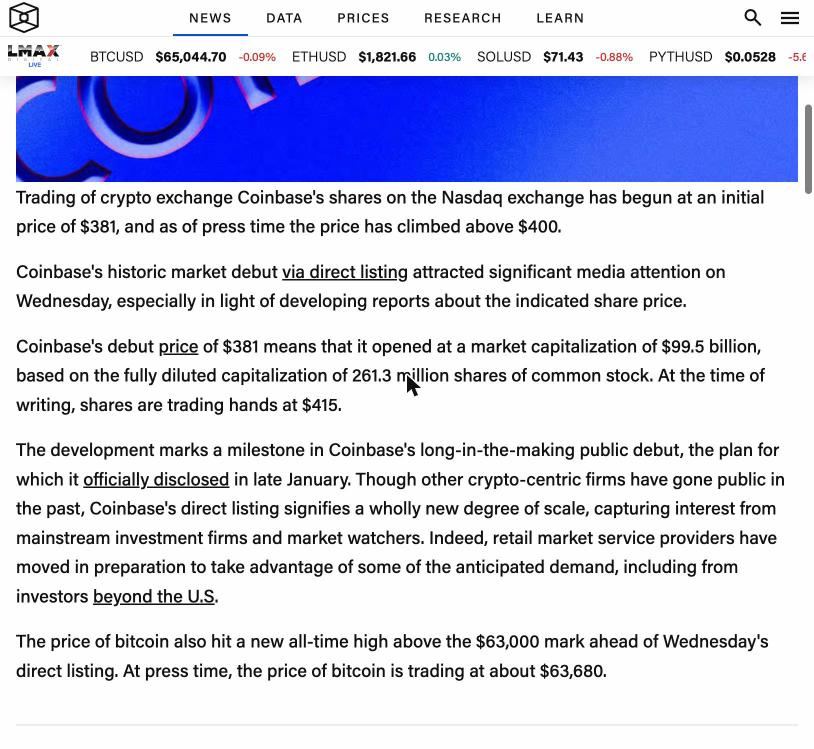 NEWS DATA PRICES RESEARCH LEARN
LMAX DIGITAL LIVE BTCUSD $65,044.70 -0.09% ETHUSD $1,821.66 0.03% SOLUSD $71.43 -0.88% PYTHUSD $0.0528 -5.6
CO
Trading of crypto exchange Coinbase's shares on the Nasdaq exchange has begun at an initial
price of $381, and as of press time the price has climbed above $400.
Coinbase's historic market debut via direct listing attracted significant media attention on
Wednesday, especially in light of developing reports about the indicated share price.
Coinbase's debut price of $381 means that it opened at a market capitalization of $99.5 billion,
based on the fully diluted capitalization of 261.3 million shares of common stock. At the time of
writing, shares are trading hands at $415.
The development marks a milestone in Coinbase's long-in-the-making public debut, the plan for
which it officially disclosed in late January. Though other crypto-centric firms have gone public in
the past, Coinbase's direct listing signifies a wholly new degree of scale, capturing interest from
mainstream investment firms and market watchers. Indeed, retail market service providers have
moved in preparation to take advantage of some of the anticipated demand, including from
investors beyond the U.S.
The price of bitcoin also hit a new all-time high above the $63,000 mark ahead of Wednesday's
direct listing. At press time, the price of bitcoin is trading at about $63,680.